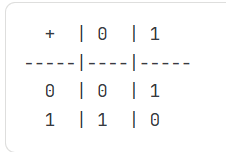 + | 0 | 1
-----|----|-----
0 | 0 | 1
1 | 1 | 0